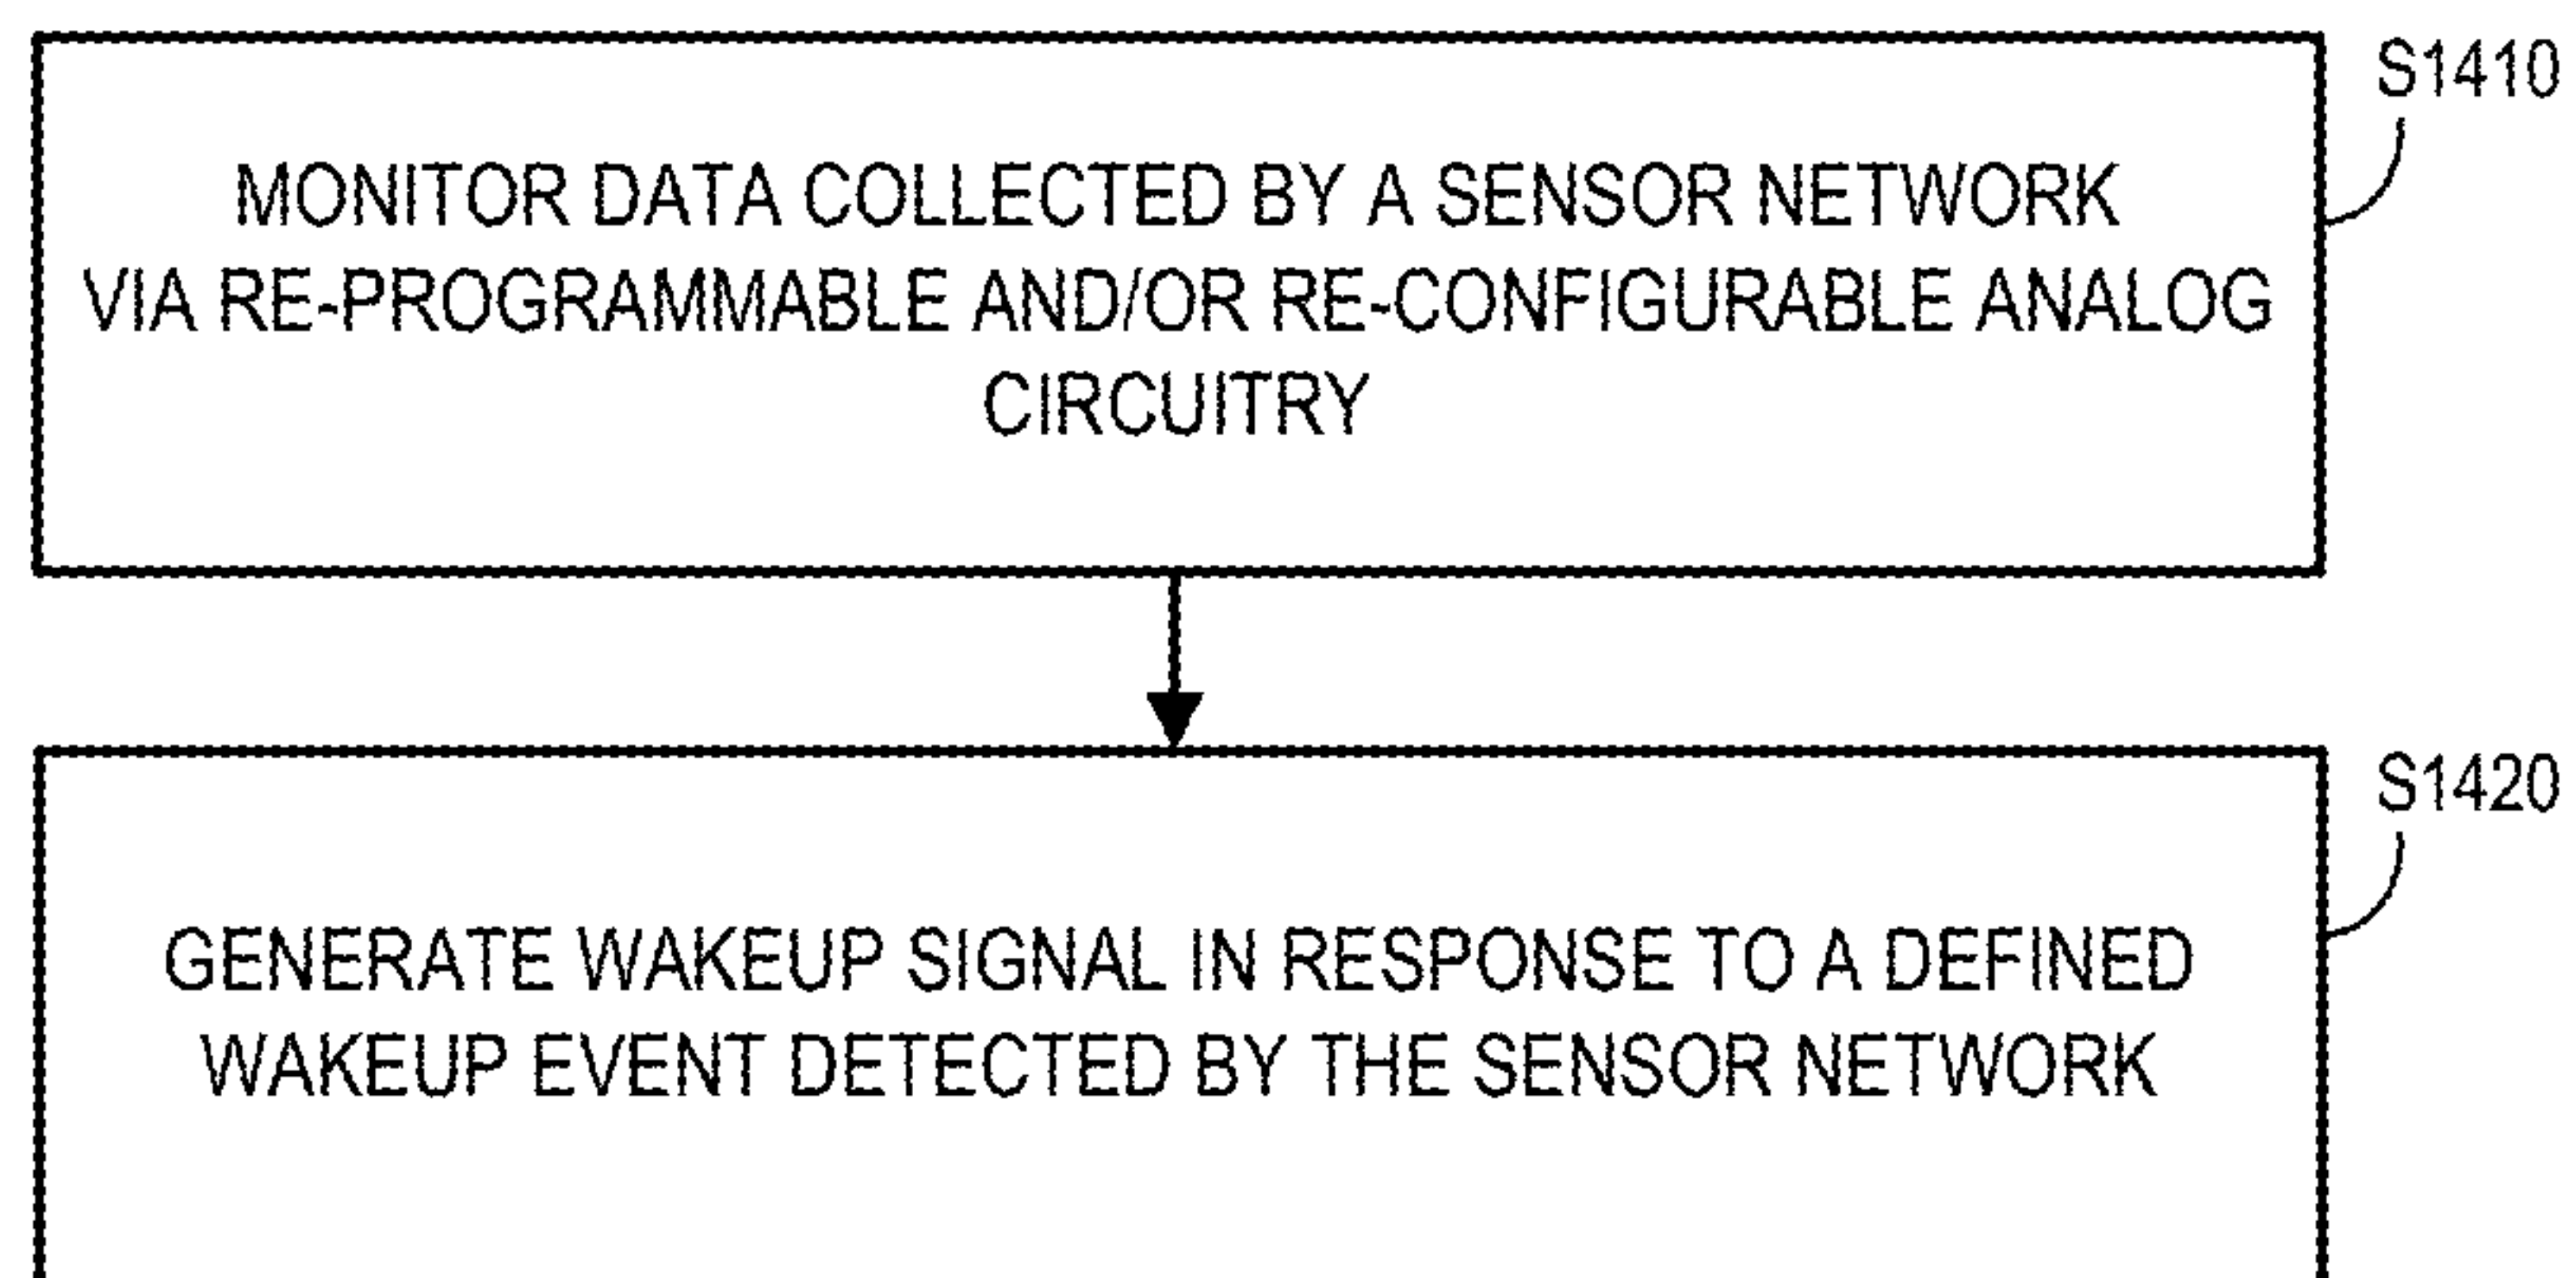 S1410
MONITOR DATA COLLECTED BY A SENSOR NETWORK
VIA RE-PROGRAMMABLE AND/OR RE-CONFIGURABLE ANALOG
CIRCUITRY
S1420
GENERATE WAKEUP SIGNAL IN RESPONSE TO A DEFINED
WAKEUP EVENT DETECTED BY THE SENSOR NETWORK